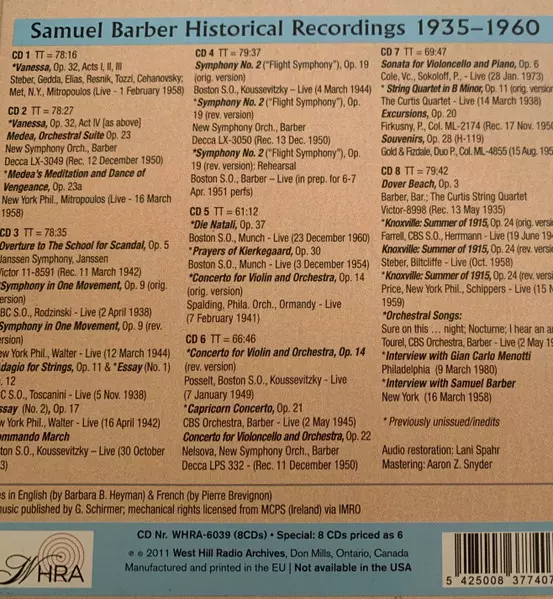 Samuel Barber Historical Recordings 1935–1960
CD 1 TT = 78:16
*Vanessa, Op. 32, Acts I, II, III
Steber, Gedda, Elias, Resnik, Tozzi, Cehanovsky;
Met, N.Y., Mitropoulos (Live - 1 February 1958)
CD 2 TT = 78:27
*Vanessa, Op. 32, Act IV [as above]
Medea, Orchestral Suite Op. 23
New Symphony Orch., Barber
Decca LX-3049 (Rec. 12 December 1950)
*Medea's Meditation and Dance of
Vengeance, Op. 23a
New York Phil., Mitropoulos (Live - 16 March
1958)
CD 3 TT = 78:35
Overture to The School for Scandal, Op. 5
Janssen Symphony, Janssen
Victor 11-8591 (Rec. 11 March 1942)
*Symphony in One Movement, Op. 9 (orig.
version)
BC S.O., Rodzinski - Live (2 April 1938)
Symphony in One Movement, Op. 9 (rev.
version)
New York Phil., Walter - Live (12 March 1944)
Adagio for Strings, Op. 11 & *Essay (No. 1)
. 12
C S.O., Toscanini - Live (5 Nov. 1938)
Essay (No. 2), Op. 17
New York Phil., Walter - Live (16 April 1942)
Commando March
Boston S.O., Koussevitzky – Live (30 October
3)
CD 4 TT = 79:37
Symphony No. 2 ("Flight Symphony"), Op. 19
(orig. version)
Boston S.O., Koussevitzky – Live (4 March 1944)
*Symphony No. 2 ("Flight Symphony"), Op.
19 (rev. version)
New Symphony Orch., Barber
Decca LX-3050 (Rec. 13 Dec. 1950)
*Symphony No. 2 ("Flight Symphony"), Op.
19 (rev. version): Rehearsal
Boston S.O., Barber – Live (in prep. for 6-7
Apr. 1951 perfs)
CD 5 TT = 61:12
*Die Natali, Op. 37
Boston S.O., Munch - Live (23 December 1960)
*Prayers of Kierkegaard, Op. 30
Boston S.O., Munch - Live (3 December 1954)
*Concerto for Violin and Orchestra, Op. 14
(orig. version)
Spalding, Phila. Orch., Ormandy - Live
(7 February 1941)
CD 6 TT = 66:46
*Concerto for Violin and Orchestra, Op. 14
(rev. version)
Posselt, Boston S.O., Koussevitzky - Live
(7 January 1949)
*Capricorn Concerto, Op. 21
CBS Orchestra, Barber - Live (2 May 1945)
Concerto for Violoncello and Orchestra, Op. 22
Nelsova, New Symphony Orch., Barber
Decca LPS 332 - (Rec. 11 December 1950)
CD 7 TT = 69:47
Sonata for Violoncello and Piano, Op. 6
Cole, Vc., Sokoloff, P., - Live (28 Jan. 1973)
* String Quartet in B Minor, Op. 11 (orig. version
The Curtis Quartet - Live (14 March 1938)
Excursions, Op. 20
Firkusny, P., Col. ML-2174 (Rec. 17 Nov. 1950
Souvenirs, Op. 28 (H-119)
Gold & Fizdale, Duo P., Col. ML-4855 (15 Aug. 195
CD 8 TT = 79:42
Dover Beach, Op. 3
Barber, Bar.; The Curtis String Quartet
Victor-8998 (Rec. 13 May 1935)
*Knoxville: Summer of 1915, Op. 24 (orig. versi
Farrell, CBS S.O., Herrmann - Live (19 June 194
Knoxville: Summer of 1915, Op. 24 (rev. versio
Steber, Biltcliffe - Live (Oct. 1958)
*Knoxville: Summer of 1915, Op. 24 (rev. versio
Price, New York Phil., Schippers - Live (15 N
1959)
*Orchestral Songs:
Sure on this ... night; Nocturne; I hear an ar
Tourel, CBS Orchestra, Barber - Live (2 May 1
*Interview with Gian Carlo Menotti
Philadelphia (9 March 1980)
*Interview with Samuel Barber
New York (16 March 1958)
* Previously unissued/inedits
Audio restoration: Lani Spahr
Mastering: Aaron Z. Snyder
es in English (by Barbara B. Heyman) & French (by Pierre Brevignon)
music published by G. Schirmer; mechanical rights licensed from MCPS (Ireland) via IMRO
WHRA
CD Nr. WHRA-6039 (8CDs) • Special: 8 CDs priced as 6
℗ © 2011 West Hill Radio Archives, Don Mills, Ontario, Canada
Manufactured and printed in the EU | Not available in the USA
5 425008 377407